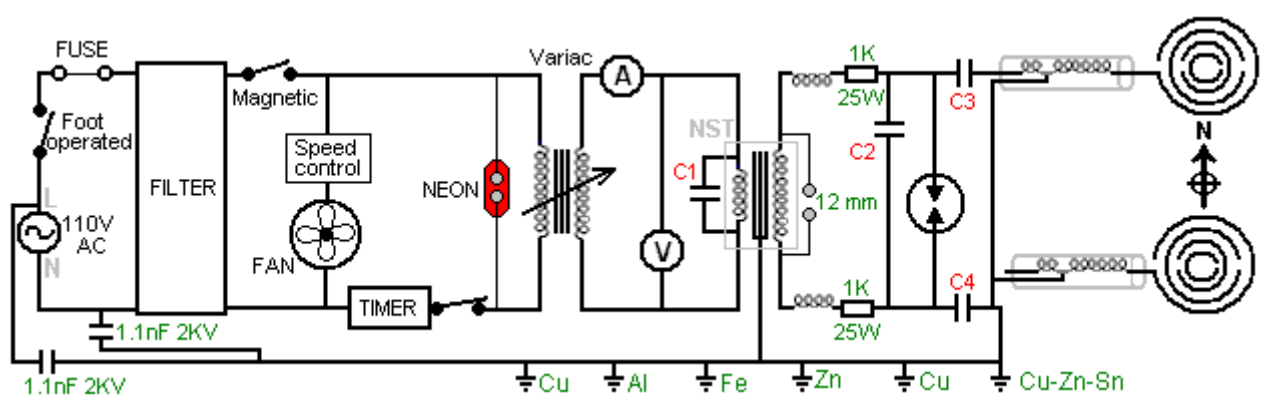 FUSE
Foot
operated
L
110V
AC
N
1.1nF 2KV
1.1nF 2KV
FILTER
Magnetic
Speed
control
FAN
TIMER
NEON
Variac
A
V
NST
C1
12 mm
1K
25W
C2
1K
25W
C3
C4
N
Cu
Al
Fe
Zn
Cu
Cu-Zn-Sn